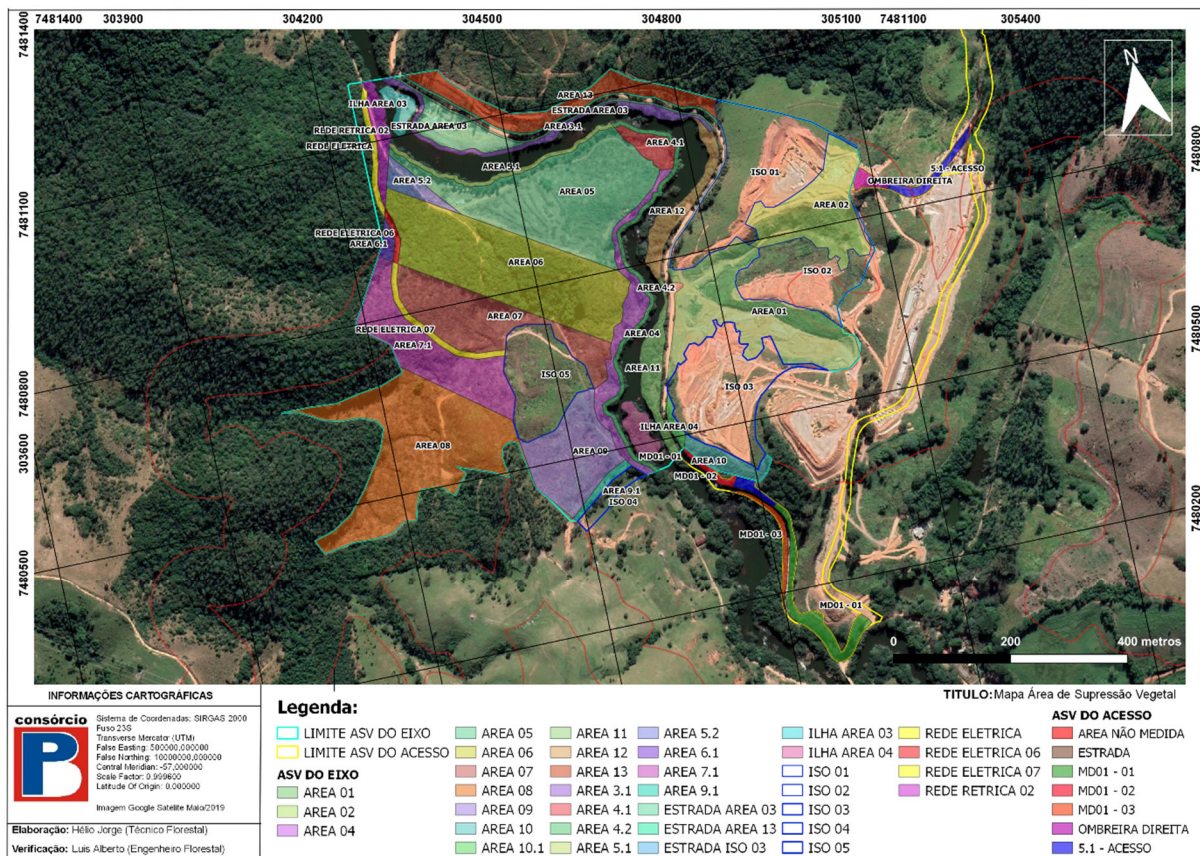 7481400 303900 304200 304500 304800 305100 7481100 305400
7481400
7480800
7481100
7480500
7480800
303600
7480200
7480500
N
ILHA AREA 03
AREA 13
ESTRADA AREA 03
ESTRADA AREA 03
AREA 3.1
REDE RETRICA 02
REDE ELETRICA
AREA 5.1
AREA 4.1
AREA 5.2
AREA 05
ISO 01
5.1 - ACESSO
OMBREIRA DIREITA
AREA 02
AREA 12
REDE ELETRICA 06
AREA 6.1
AREA 06
ISO 02
AREA 4.2
AREA 01
AREA 07
REDE ELETRICA 07
AREA 7.1
AREA 04
AREA 11
ISO 05
ISO 03
ILHA AREA 04
AREA 08
AREA 09
MD01 - 01
AREA 10
MD01 - 02
AREA 9.1
ISO 04
MD01 - 03
MD01 - 01
0 200 400 metros
INFORMAÇÕES CARTOGRÁFICAS
consórcio
B
Sistema de Coordenadas: SIRGAS 2000
Fuso 23S
Transverse Mercator (UTM)
False Easting: 500000,000000
False Northing: 10000000,000000
Central Meridian: -57,000000
Scale Factor: 0,999600
Latitude Of Origin: 0,000000
Imagem Google Satélite Maio/2019
Elaboração: Hélio Jorge (Técnico Florestal)
Verificação: Luis Alberto (Engenheiro Florestal)
TITULO:Mapa Área de Supressão Vegetal
Legenda:
LIMITE ASV DO EIXO
LIMITE ASV DO ACESSO
ASV DO EIXO
AREA 01
AREA 02
AREA 04
AREA 05
AREA 06
AREA 07
AREA 08
AREA 09
AREA 10
AREA 10.1
AREA 11
AREA 12
AREA 13
AREA 3.1
AREA 4.1
AREA 4.2
AREA 5.1
AREA 5.2
AREA 6.1
AREA 7.1
AREA 9.1
ESTRADA AREA 03
ESTRADA AREA 13
ESTRADA ISO 03
ILHA AREA 03
ILHA AREA 04
ISO 01
ISO 02
ISO 03
ISO 04
ISO 05
REDE ELETRICA
REDE ELETRICA 06
REDE ELETRICA 07
REDE RETRICA 02
ASV DO ACESSO
AREA NÃO MEDIDA
ESTRADA
MD01 - 01
MD01 - 02
MD01 - 03
OMBREIRA DIREITA
5.1 - ACESSO